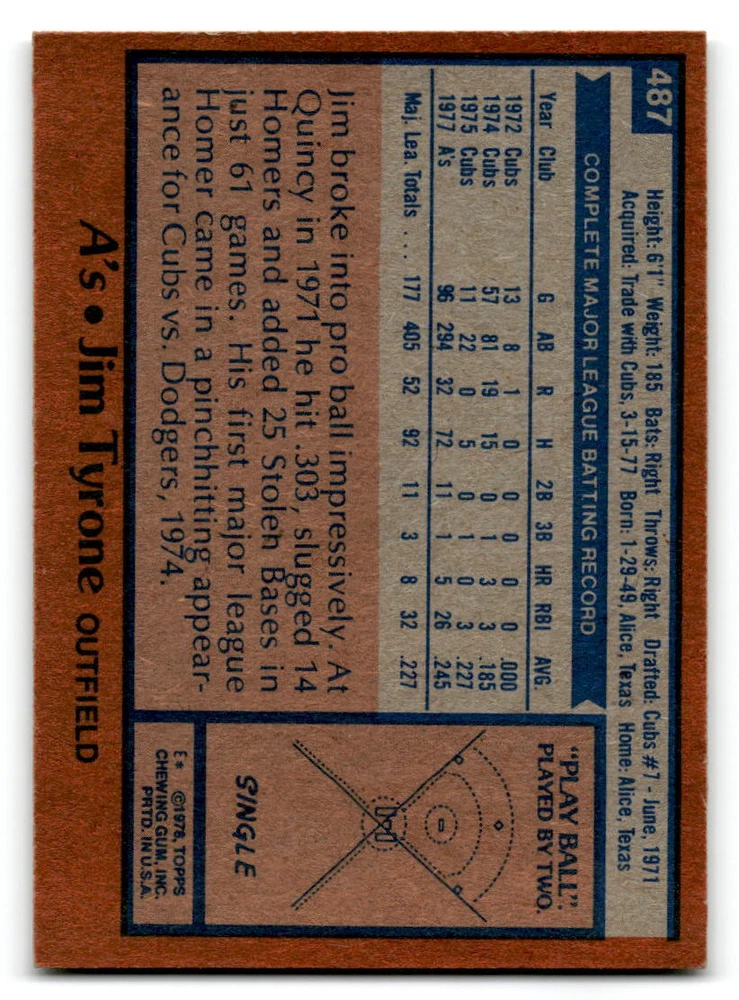 487
Height: 6'1" Weight: 185 Bats: Right Throws: Right Drafted: Cubs #7 - June, 1971
Acquired: Trade with Cubs, 3-15-77 Born: 1-29-49, Alice, Texas Home: Alice, Texas
COMPLETE MAJOR LEAGUE BATTING RECORD
Year Club G AB R H 2B 3B HR RBI AVG.
1972 Cubs 13 8 1 0 0 0 0 0 .000
1974 Cubs 57 81 19 15 0 1 3 3 .185
1975 Cubs 11 22 0 5 0 1 0 3 .227
1977 A's 96 294 32 72 11 1 5 26 .245
Maj. Lea. Totals . . . 177 405 52 92 11 3 8 32 .227
Jim broke into pro ball impressively. At
Quincy in 1971 he hit .303, slugged 14
Homers and added 25 Stolen Bases in
just 61 games. His first major league
Homer came in a pinchhitting appear-
ance for Cubs vs. Dodgers, 1974.
"PLAY BALL"
PLAYED BY TWO.
SINGLE
E* ©1978, TOPPS
CHEWING GUM, INC.
PRTD. IN U.S.A.
A's • Jim Tyrone OUTFIELD